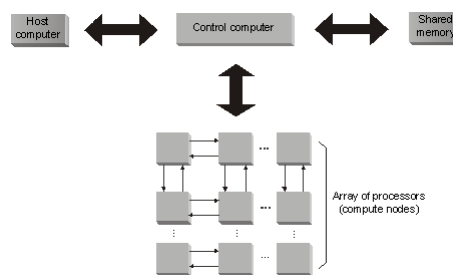 Host
computer
Control computer
Shared
memory
Array of processors
(compute nodes)